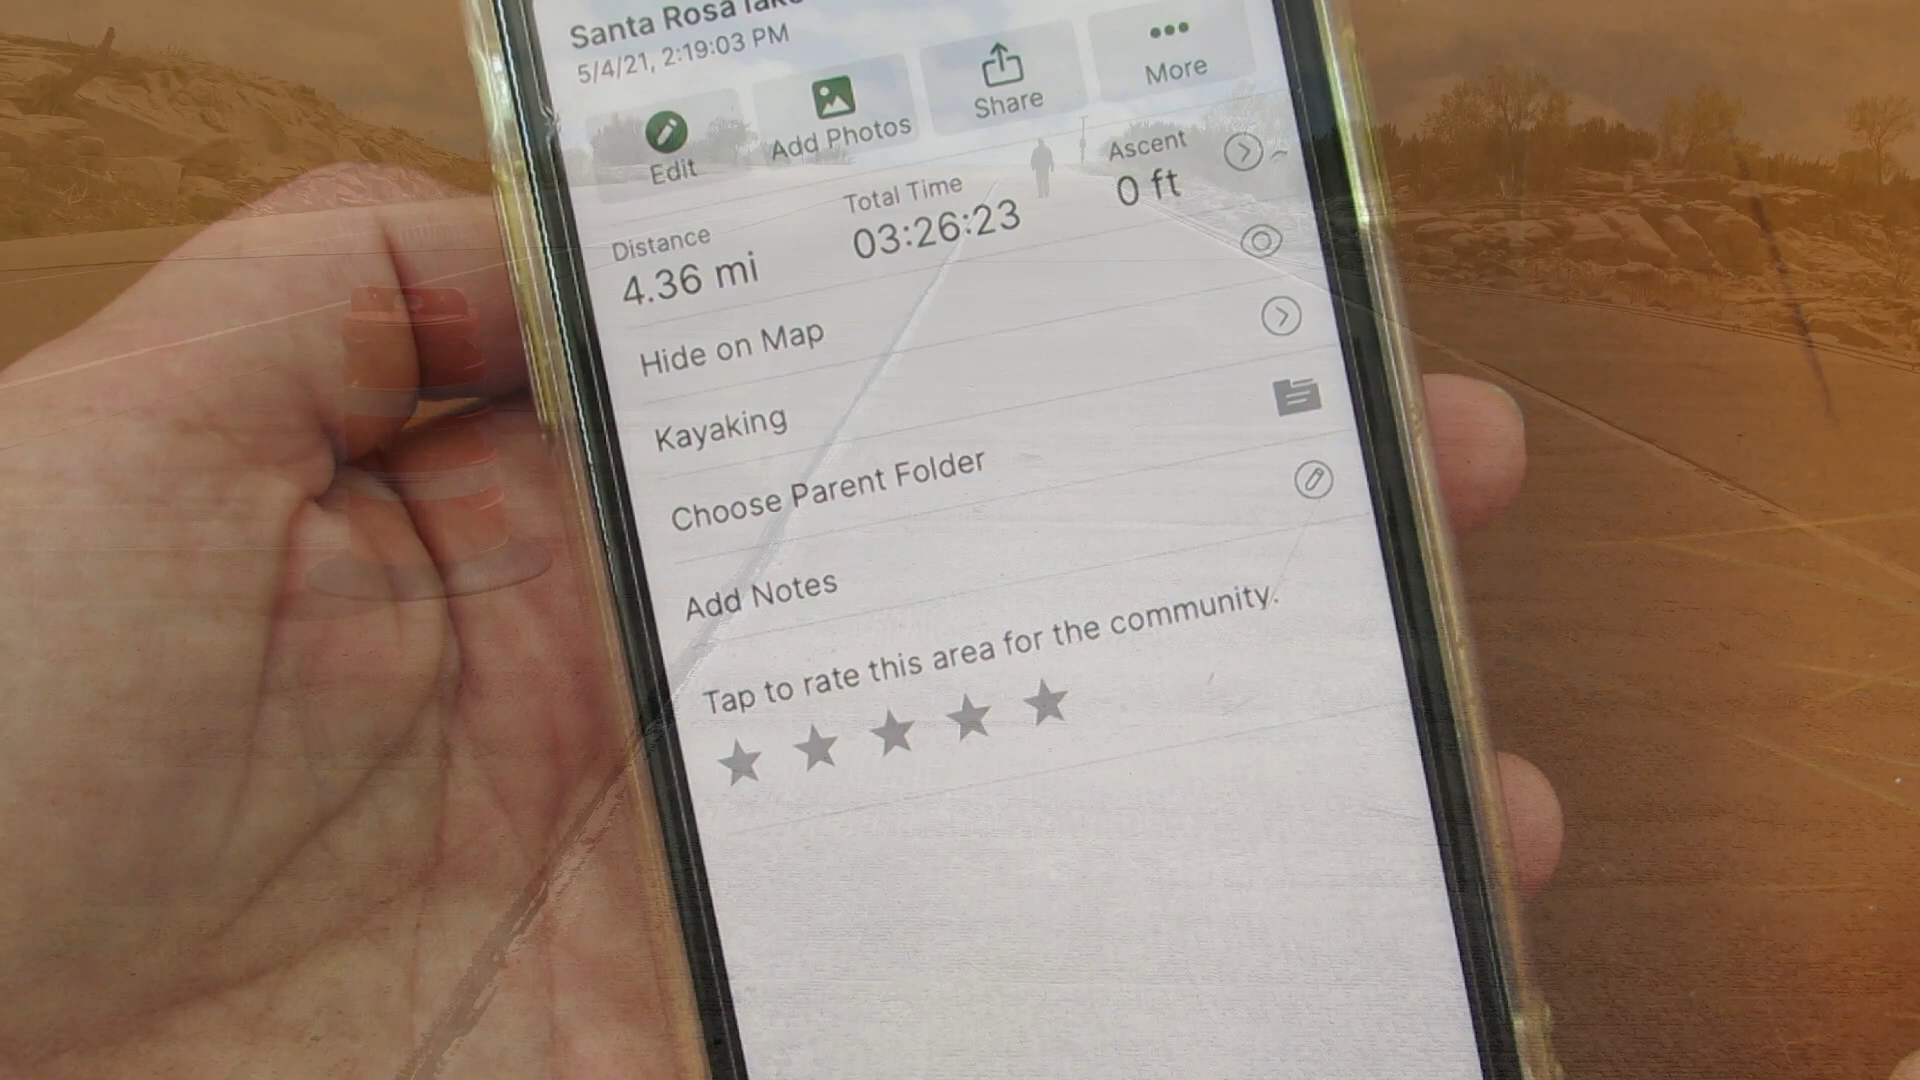 Santa Rosa lake
5/4/21, 2:19:03 PM
Edit
Add Photos
Share
More
Distance
4.36 mi
Total Time
03:26:23
Ascent
0 ft
Hide on Map
Kayaking
Choose Parent Folder
Add Notes
Tap to rate this area for the community.